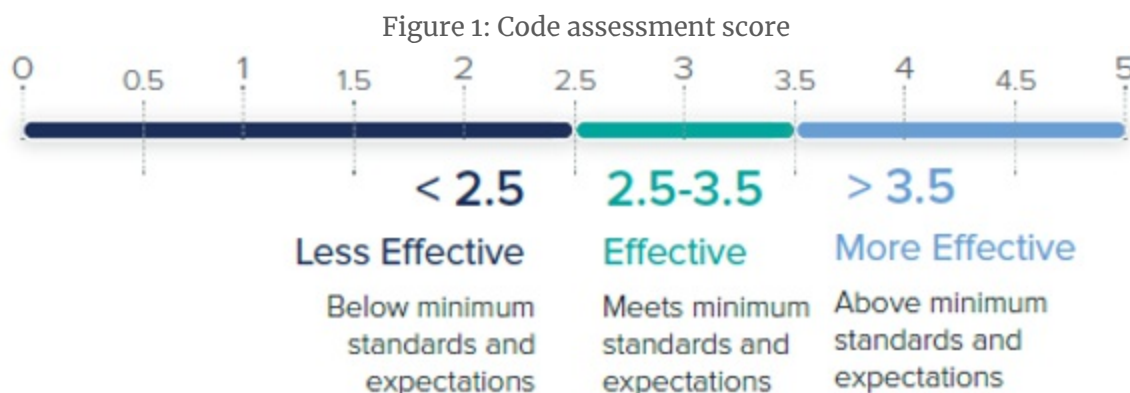 Figure 1: Code assessment score
0 0.5 1 1.5 2 2.5 3 3.5 4 4.5 5
< 2.5
Less Effective
Below minimum
standards and
expectations
2.5-3.5
Effective
Meets minimum
standards and
expectations
> 3.5
More Effective
Above minimum
standards and
expectations